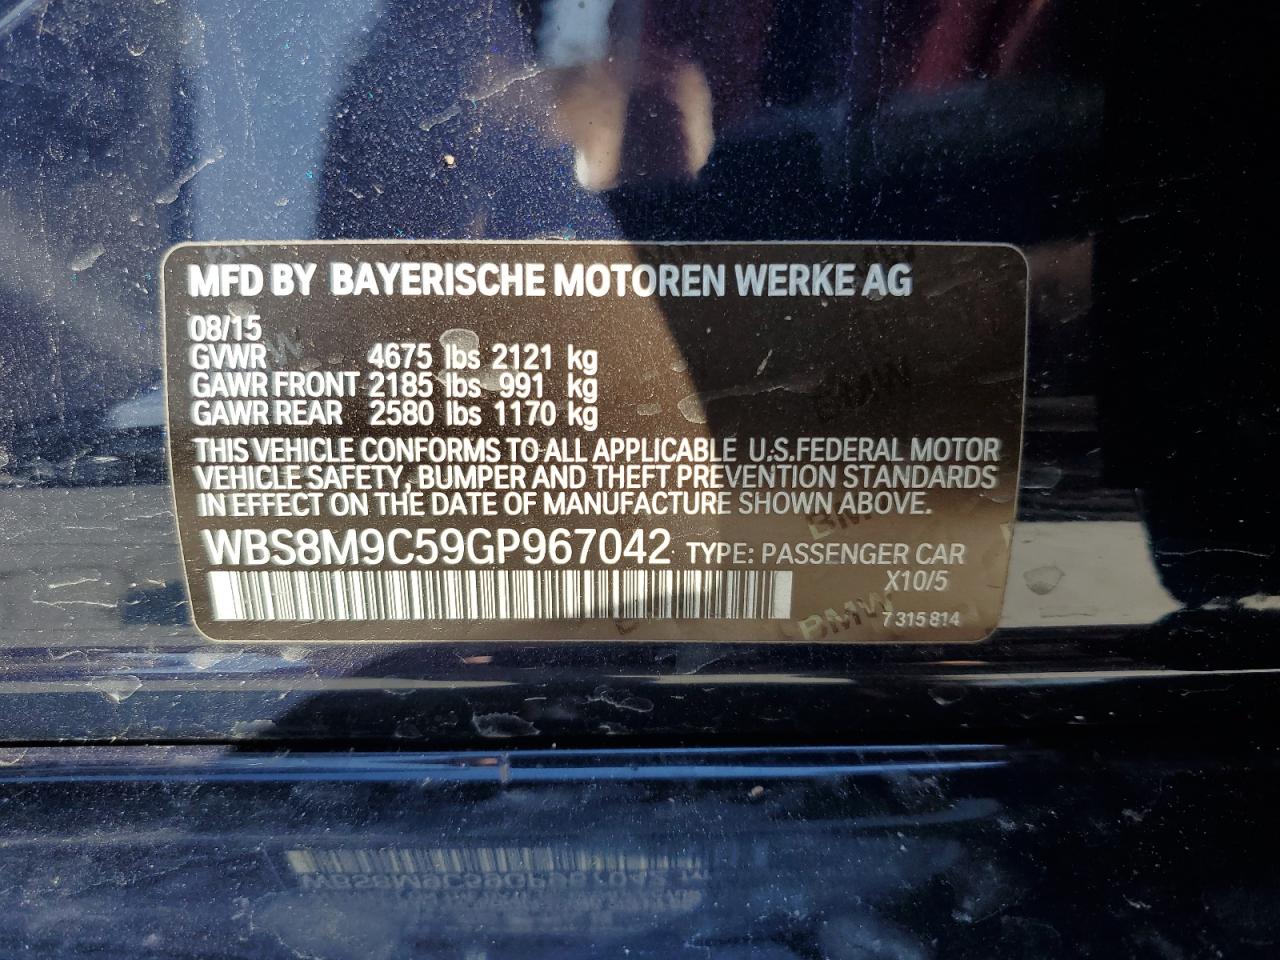 MFD BY BAYERISCHE MOTOREN WERKE AG
08/15
GVWR 4675 lbs 2121 kg
GAWR FRONT 2185 lbs 991 kg
GAWR REAR 2580 lbs 1170 kg
THIS VEHICLE CONFORMS TO ALL APPLICABLE U.S.FEDERAL MOTOR
VEHICLE SAFETY, BUMPER AND THEFT PREVENTION STANDARDS
IN EFFECT ON THE DATE OF MANUFACTURE SHOWN ABOVE.
WBS8M9C59GP967042 TYPE: PASSENGER CAR
X10/5
7 315 814
BMW
BMW
BMW